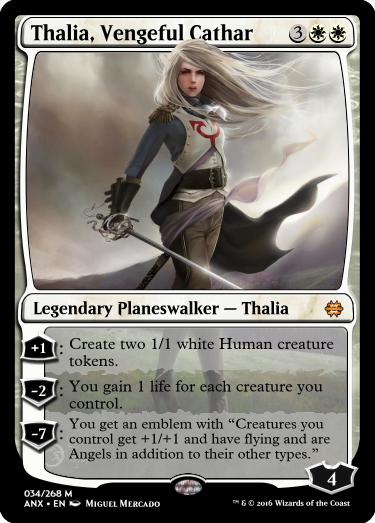 Thalia, Vengeful Cathar 3
Legendary Planeswalker — Thalia
+1: Create two 1/1 white Human creature
tokens.
-2: You gain 1 life for each creature you
control.
-7: You get an emblem with “Creatures you
control get +1/+1 and have flying and are
Angels in addition to their other types.”
4
034/268 M
ANX • EN Miguel Mercado
™ & © 2016 Wizards of the Coast